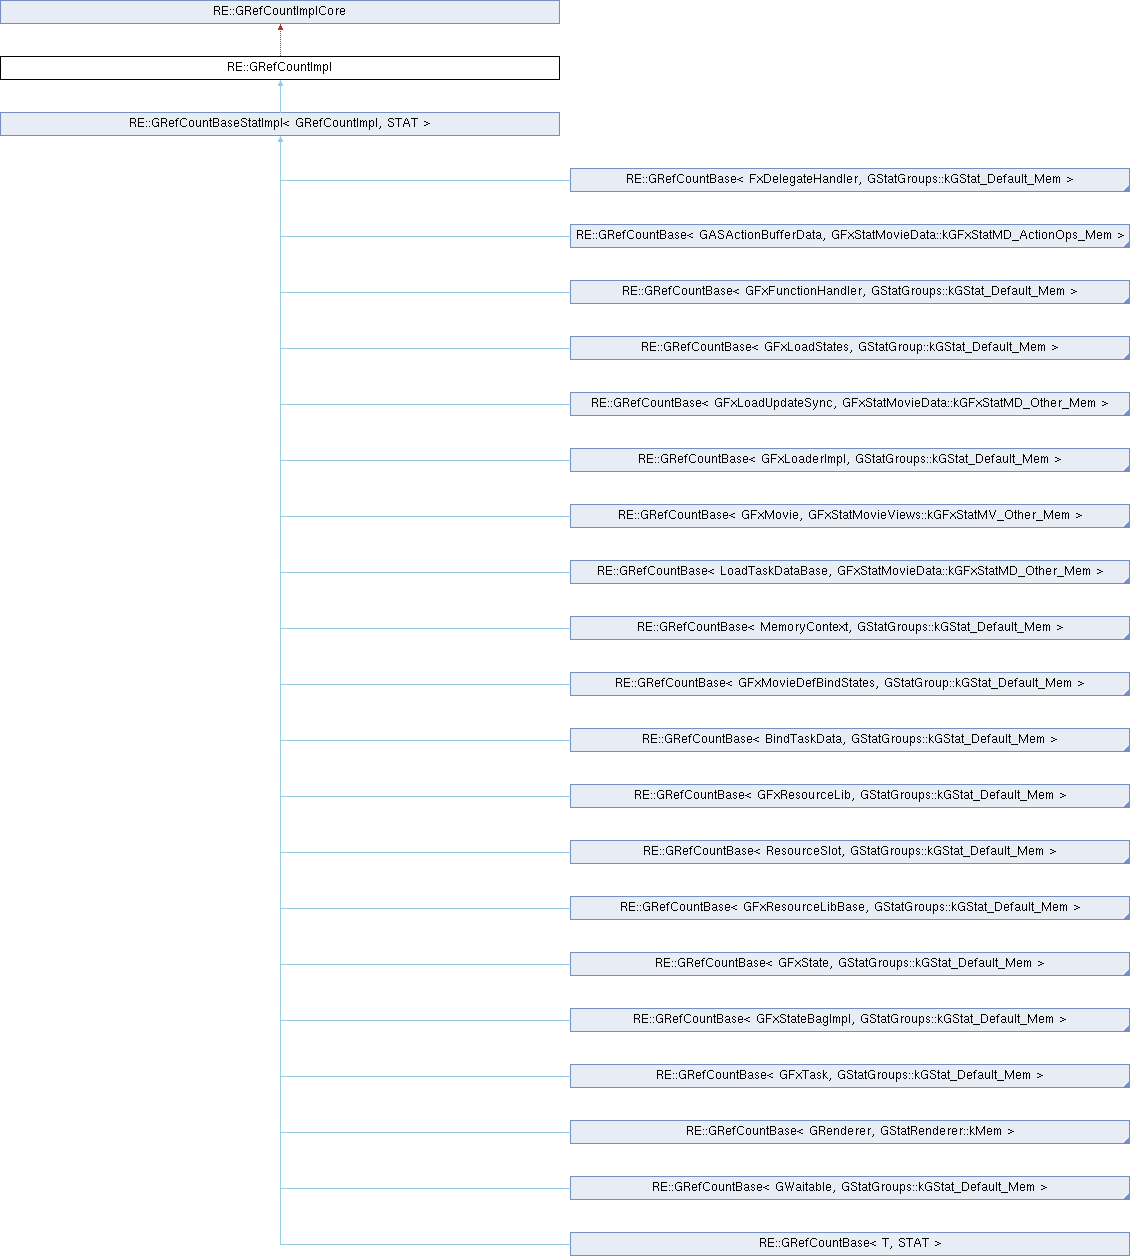 RE::GRefCountImplCore
RE::GRefCountImpl
RE::GRefCountBaseStatImpl< GRefCountImpl, STAT >
RE::GRefCountBase< FxDelegateHandler, GStatGroups::kGStat_Default_Mem >
RE::GRefCountBase< GASActionBufferData, GFxStatMovieData::kGFxStatMD_ActionOps_Mem >
RE::GRefCountBase< GFxFunctionHandler, GStatGroups::kGStat_Default_Mem >
RE::GRefCountBase< GFxLoadStates, GStatGroup::kGStat_Default_Mem >
RE::GRefCountBase< GFxLoadUpdateSync, GFxStatMovieData::kGFxStatMD_Other_Mem >
RE::GRefCountBase< GFxLoaderImpl, GStatGroups::kGStat_Default_Mem >
RE::GRefCountBase< GFxMovie, GFxStatMovieViews::kGFxStatMV_Other_Mem >
RE::GRefCountBase< LoadTaskDataBase, GFxStatMovieData::kGFxStatMD_Other_Mem >
RE::GRefCountBase< MemoryContext, GStatGroups::kGStat_Default_Mem >
RE::GRefCountBase< GFxMovieDefBindStates, GStatGroup::kGStat_Default_Mem >
RE::GRefCountBase< BindTaskData, GStatGroups::kGStat_Default_Mem >
RE::GRefCountBase< GFxResourceLib, GStatGroups::kGStat_Default_Mem >
RE::GRefCountBase< ResourceSlot, GStatGroups::kGStat_Default_Mem >
RE::GRefCountBase< GFxResourceLibBase, GStatGroups::kGStat_Default_Mem >
RE::GRefCountBase< GFxState, GStatGroups::kGStat_Default_Mem >
RE::GRefCountBase< GFxStateBagImpl, GStatGroups::kGStat_Default_Mem >
RE::GRefCountBase< GFxTask, GStatGroups::kGStat_Default_Mem >
RE::GRefCountBase< GRenderer, GStatRenderer::kMem >
RE::GRefCountBase< GWaitable, GStatGroups::kGStat_Default_Mem >
RE::GRefCountBase< T, STAT >